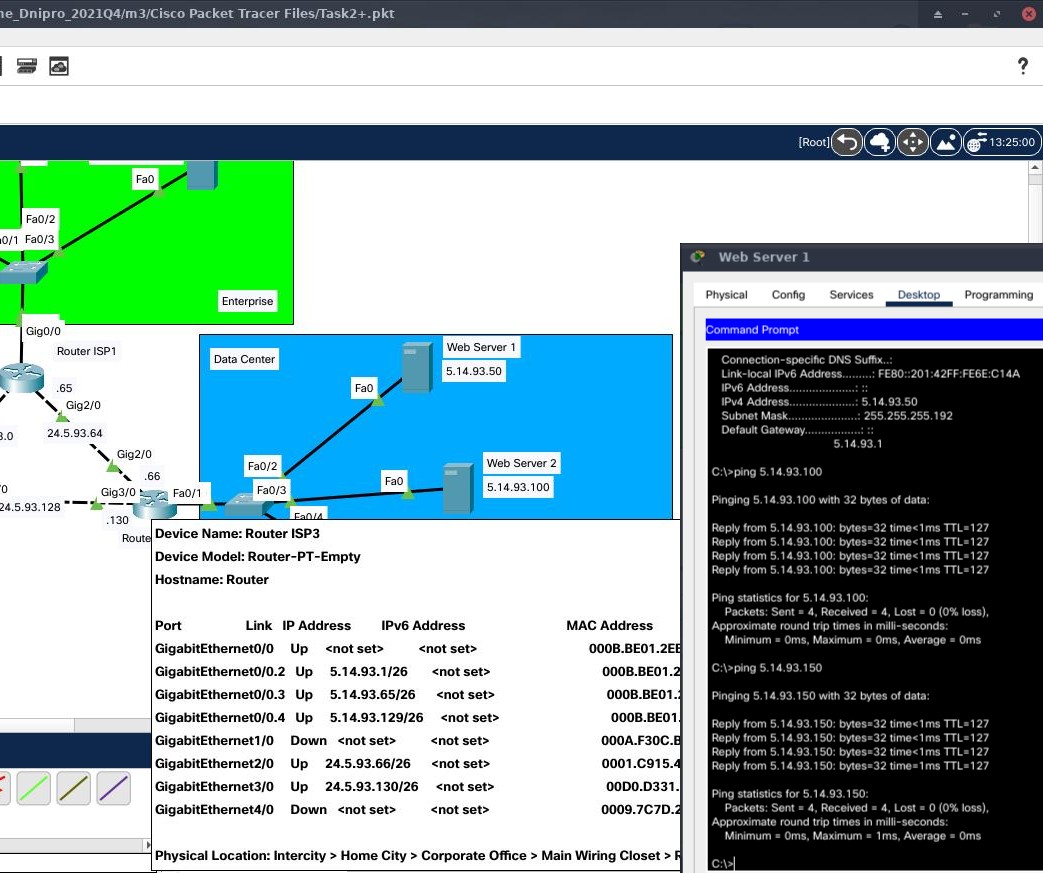 ne_Dnipro_2021Q4/m3/Cisco Packet Tracer Files/Task2+.pkt
?
[Root]
13:25:00
Fa0
Fa0/2
a0/1 Fa0/3
Enterprise
Gig0/0
Router ISP1
.65
Gig2/0
3.0
24.5.93.64
Gig2/0
.66
/0
Gig3/0
Fa0/1
24.5.93.128
.130
Route
Data Center
Web Server 1
5.14.93.50
Fa0
Fa0/2
Web Server 2
Fa0
Fa0/3
5.14.93.100
Fa0/4
Device Name: Router ISP3
Device Model: Router-PT-Empty
Hostname: Router
Port Link IP Address IPv6 Address MAC Address
GigabitEthernet0/0 Up <not set> <not set> 000B.BE01.2EE
GigabitEthernet0/0.2 Up 5.14.93.1/26 <not set> 000B.BE01.2
GigabitEthernet0/0.3 Up 5.14.93.65/26 <not set> 000B.BE01.2
GigabitEthernet0/0.4 Up 5.14.93.129/26 <not set> 000B.BE01.
GigabitEthernet1/0 Down <not set> <not set> 000A.F30C.B
GigabitEthernet2/0 Up 24.5.93.66/26 <not set> 0001.C915.4
GigabitEthernet3/0 Up 24.5.93.130/26 <not set> 00D0.D331.
GigabitEthernet4/0 Down <not set> <not set> 0009.7C7D.2
Physical Location: Intercity > Home City > Corporate Office > Main Wiring Closet > R
Web Server 1
Physical Config Services Desktop Programming
Command Prompt
Connection-specific DNS Suffix..:
Link-local IPv6 Address.........: FE80::201:42FF:FE6E:C14A
IPv6 Address....................: ::
IPv4 Address....................: 5.14.93.50
Subnet Mask.....................: 255.255.255.192
Default Gateway.................: ::
5.14.93.1
C:\>ping 5.14.93.100
Pinging 5.14.93.100 with 32 bytes of data:
Reply from 5.14.93.100: bytes=32 time<1ms TTL=127
Reply from 5.14.93.100: bytes=32 time<1ms TTL=127
Reply from 5.14.93.100: bytes=32 time<1ms TTL=127
Reply from 5.14.93.100: bytes=32 time<1ms TTL=127
Ping statistics for 5.14.93.100:
Packets: Sent = 4, Received = 4, Lost = 0 (0% loss),
Approximate round trip times in milli-seconds:
Minimum = 0ms, Maximum = 0ms, Average = 0ms
C:\>ping 5.14.93.150
Pinging 5.14.93.150 with 32 bytes of data:
Reply from 5.14.93.150: bytes=32 time<1ms TTL=127
Reply from 5.14.93.150: bytes=32 time<1ms TTL=127
Reply from 5.14.93.150: bytes=32 time<1ms TTL=127
Reply from 5.14.93.150: bytes=32 time<1ms TTL=127
Ping statistics for 5.14.93.150:
Packets: Sent = 4, Received = 4, Lost = 0 (0% loss),
Approximate round trip times in milli-seconds:
Minimum = 0ms, Maximum = 1ms, Average = 0ms
C:\>